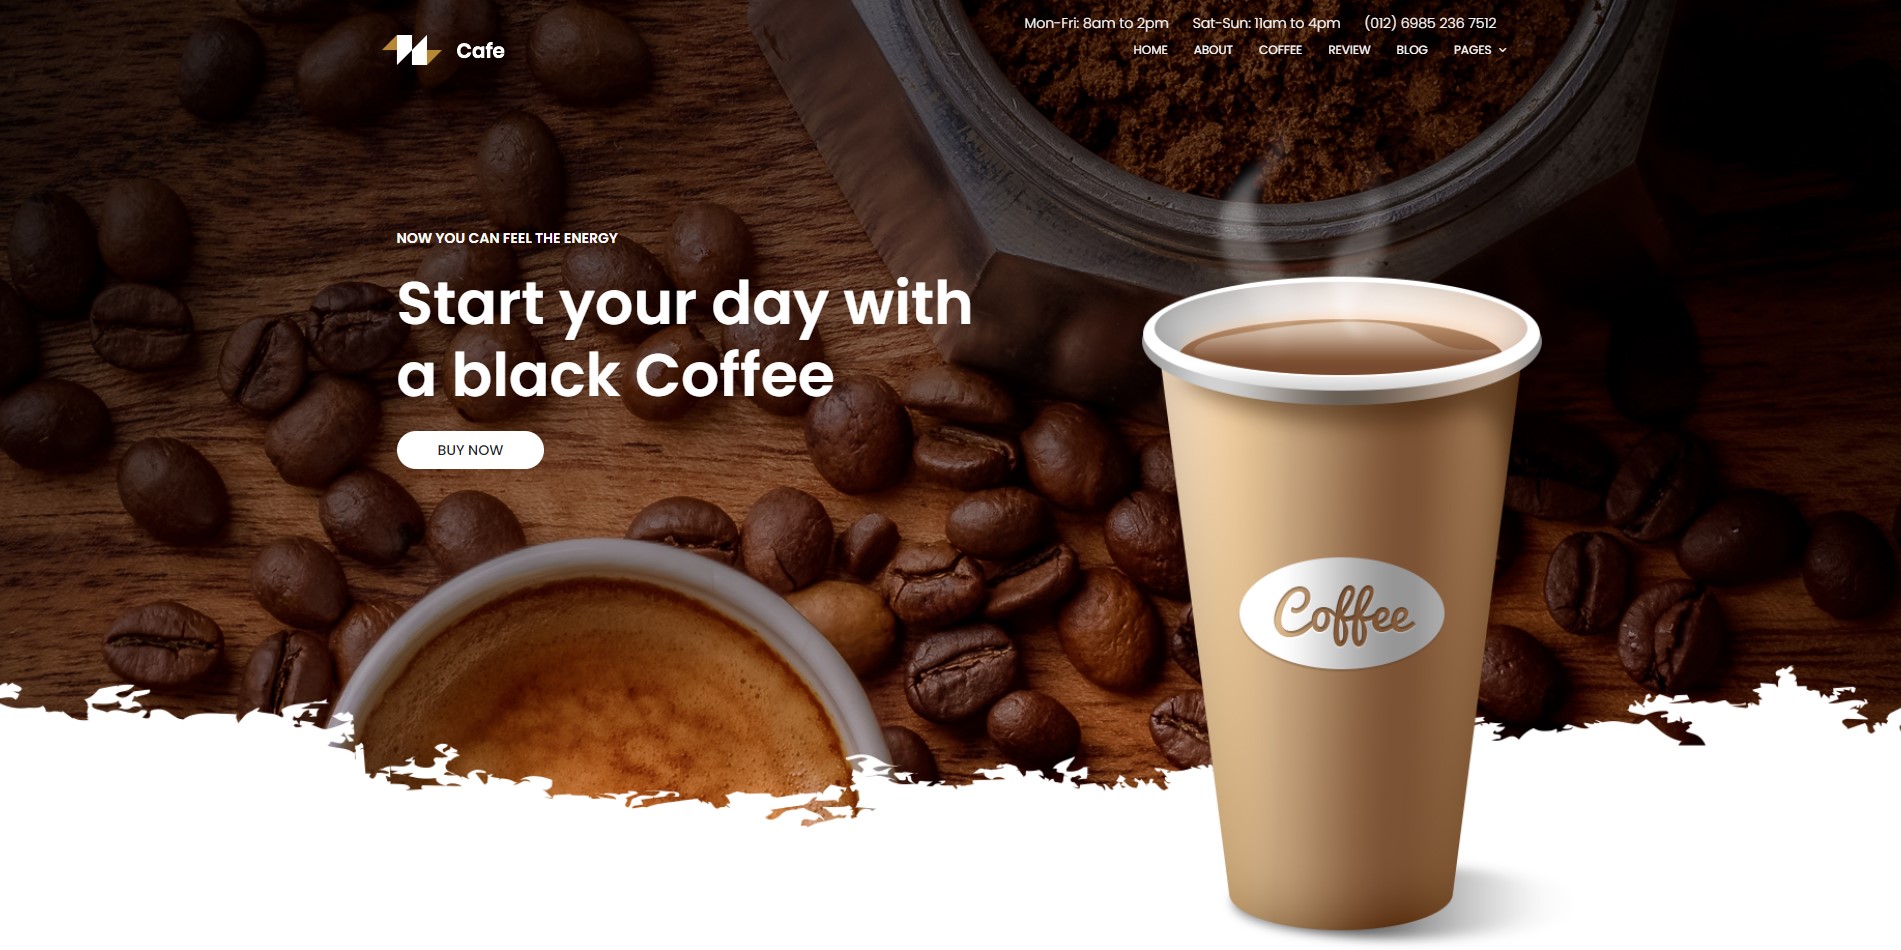 Mon-Fri: 8am to 2pm Sat-Sun: 11am to 4pm (012) 6985 236 7512
Cafe
HOME ABOUT COFFEE REVIEW BLOG PAGES
NOW YOU CAN FEEL THE ENERGY
Start your day with
a black Coffee
BUY NOW
Coffee